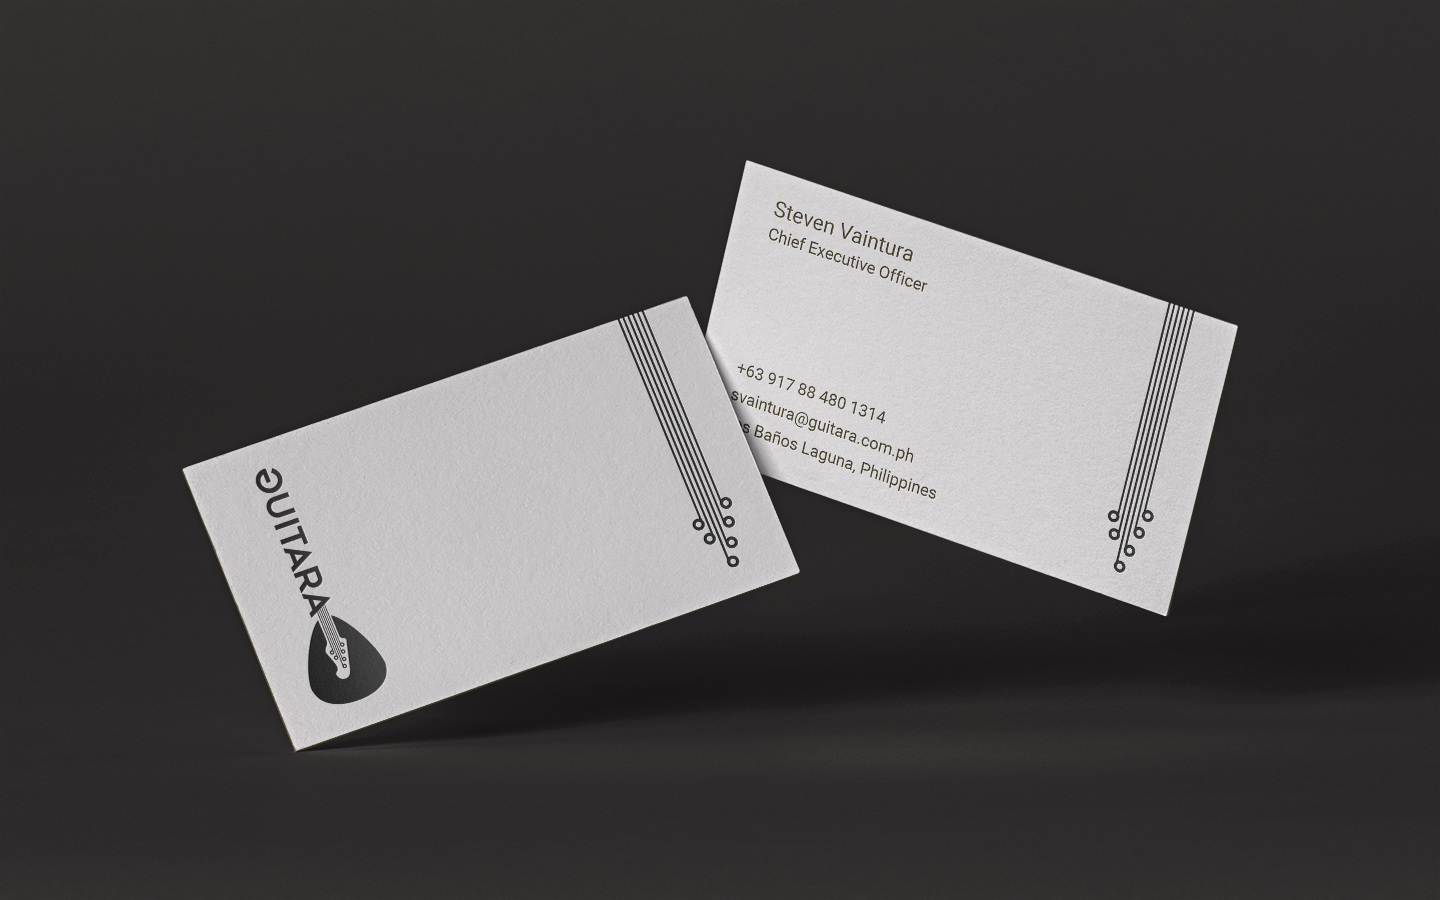 GUITARA
Steven Vaintura
Chief Executive Officer
+63 917 88 480 1314
svaintura@guitara.com.ph
s Baños Laguna, Philippines